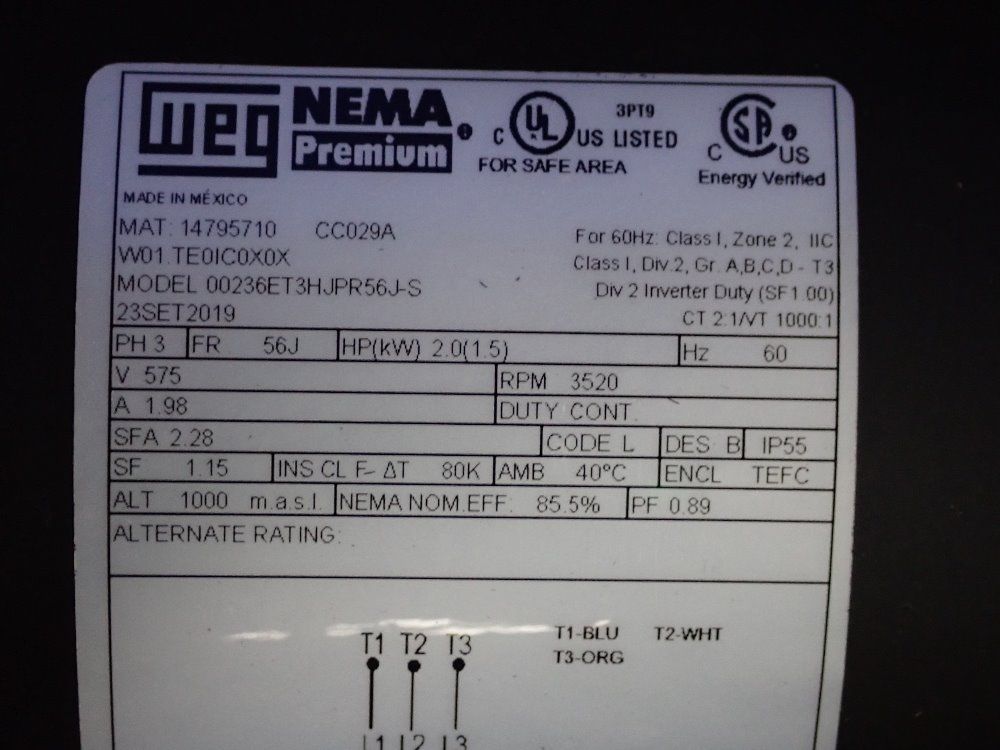 WEG NEMA Premium
C UL US LISTED 3PT9
FOR SAFE AREA
C SA US
Energy Verified
MADE IN MÉXICO
MAT: 14795710 CC029A
W01.TE0IC0X0X
MODEL 00236ET3HJPR56J-S
23SET2019
For 60Hz: Class I, Zone 2, IIC
Class I, Div.2, Gr. A,B,C,D - T3
Div 2 Inverter Duty (SF1.00)
CT 2:1/VT 1000:1
PH 3 FR 56J HP(kW) 2.0(1.5) Hz 60
V 575 RPM 3520
A 1.98 DUTY CONT.
SFA 2.28 CODE L DES B IP55
SF 1.15 INS CL F- ΔT 80K AMB 40°C ENCL TEFC
ALT 1000 m.a.s.l. NEMA NOM.EFF. 85.5% PF 0.89
ALTERNATE RATING:
T1 T2 T3
T1-BLU T2-WHT
T3-ORG
L1 L2 L3